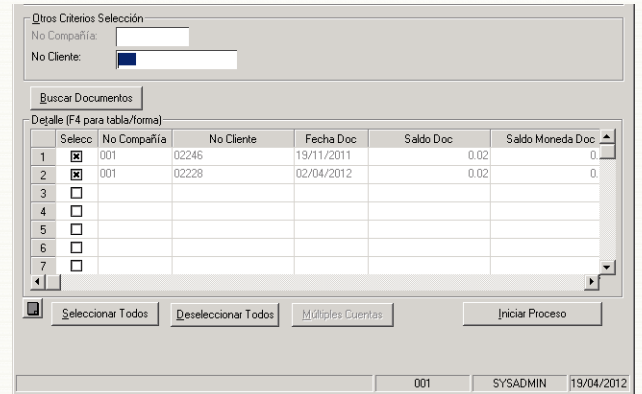 Otros Criterios Selección
No Compañía:
No Cliente:
Buscar Documentos
Detalle (F4 para tabla/forma)
Selecc No Compañía No Cliente Fecha Doc Saldo Doc Saldo Moneda Doc
1 001 02246 19/11/2011 0.02 0.
2 001 02228 02/04/2012 0.02 0.
3
4
5
6
7
Seleccionar Todos Deseleccionar Todos Múltiples Cuentas Iniciar Proceso
001 SYSADMIN 19/04/2012